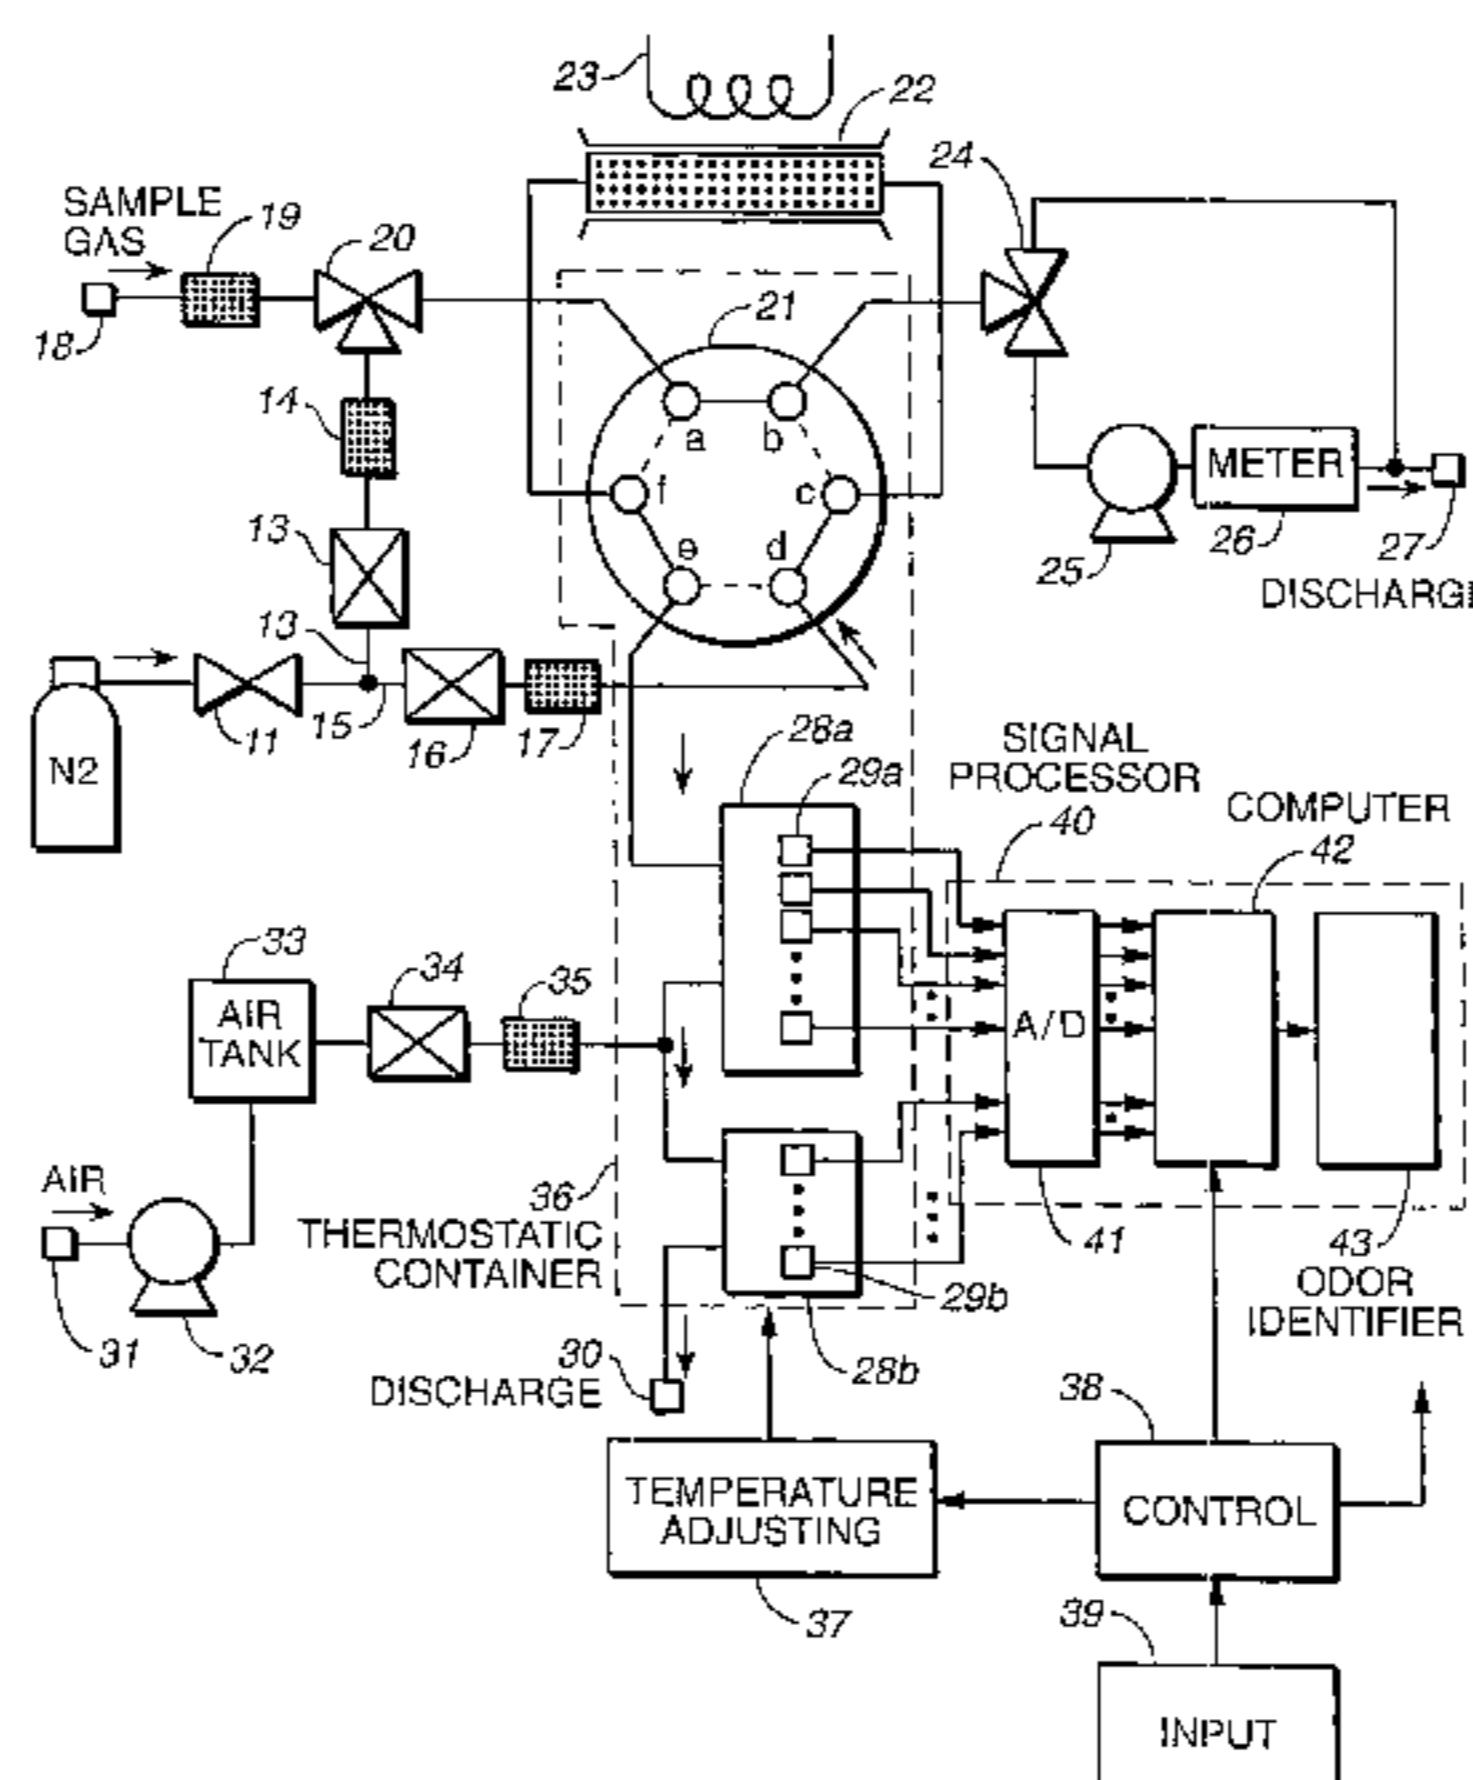 23
22
24
SAMPLE
GAS
19
20
21
18
14
a
b
f
c
METER
13
e
d
25
26
27
DISCHARGE
13
15
11
16
17
N2
28a
SIGNAL
PROCESSOR
29a
COMPUTER
40
42
33
34
35
AIR
TANK
A/D
AIR
36
THERMOSTATIC
CONTAINER
41
43
ODOR
IDENTIFIER
29b
31
32
30
DISCHARGE
28b
38
TEMPERATURE
ADJUSTING
CONTROL
37
39
INPUT